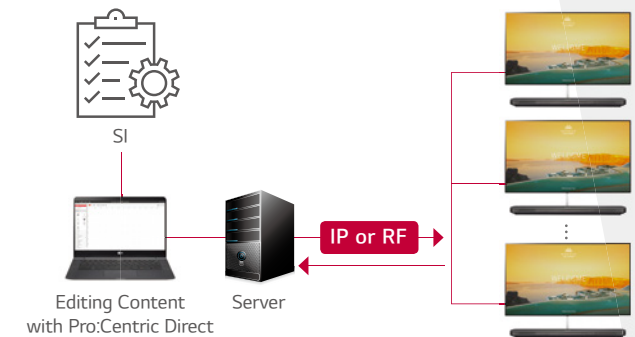 SI
IP or RF
Editing Content
with Pro:Centric Direct
Server